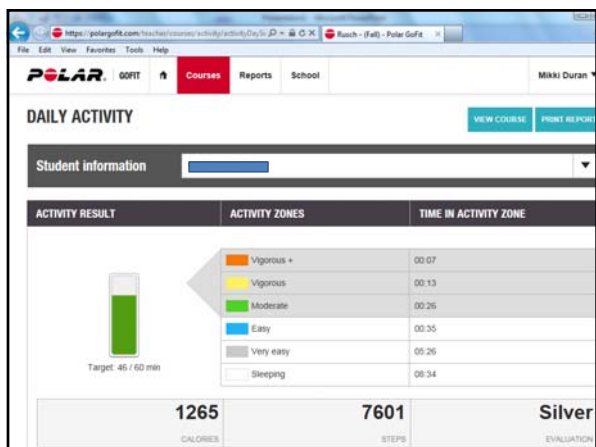 https://polargofit.com/teacher/courses/activity/activityDaySi
Rusch - (Fall) - Polar GoFit
File Edit View Favorites Tools Help
POLAR. GOFIT Courses Reports School Mikki Duran
DAILY ACTIVITY VIEW COURSE PRINT REPORT
Student information
ACTIVITY RESULT ACTIVITY ZONES TIME IN ACTIVITY ZONE
Vigorous + 00:07
Vigorous 00:13
Moderate 00:26
Easy 00:35
Very easy 05:26
Sleeping 08:34
Target: 46 / 60 min
1265 7601 Silver
CALORIES STEPS EVALUATION